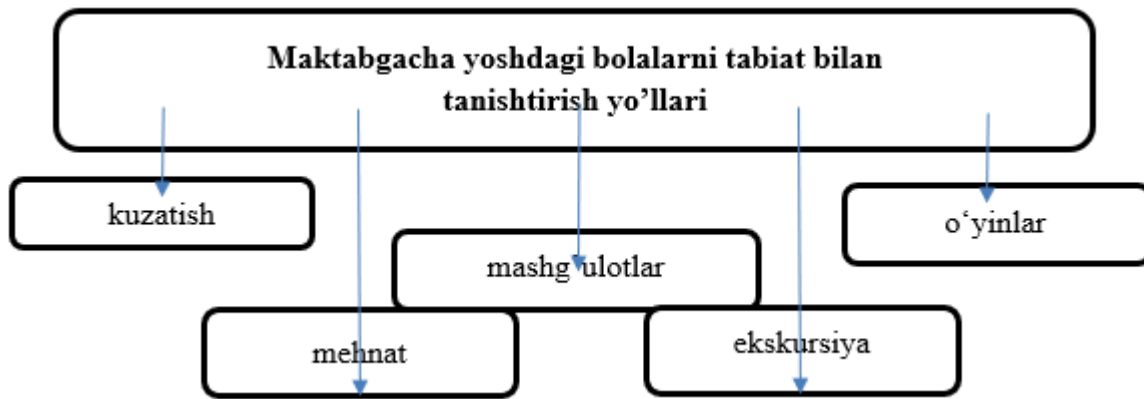 Maktabgacha yoshdagi bolalarni tabiat bilan
tanishtirish yo’llari
kuzatish
o‘yinlar
mashg‘ulotlar
mehnat
ekskursiya